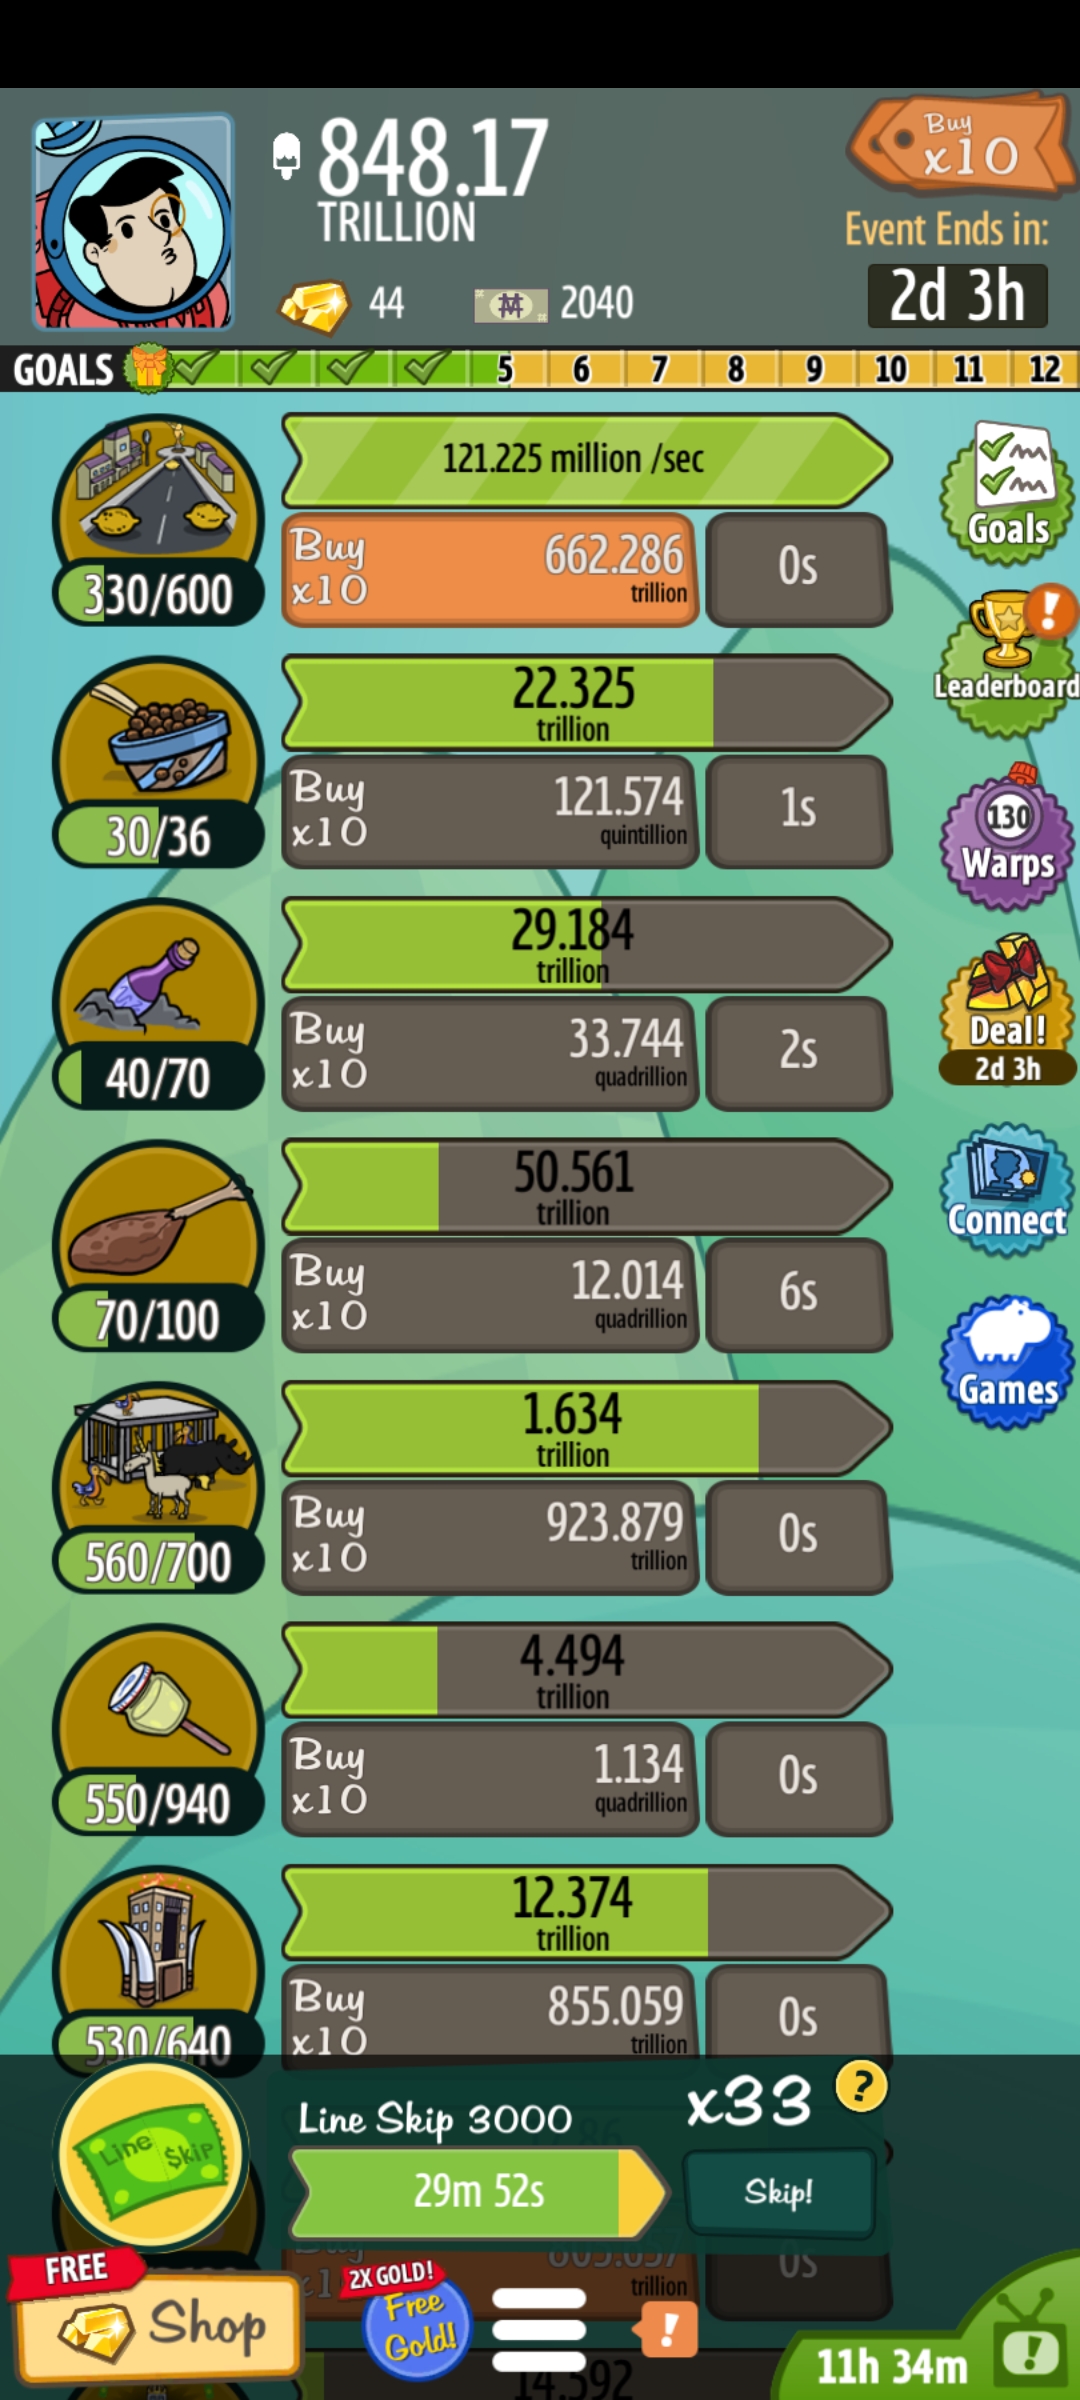 848.17
TRILLION
Buy
x10
44
2040
Event Ends in:
2d 3h
GOALS
5 6 7 8 9 10 11 12
121.225 million /sec
Buy
x10
662.286
trillion
0s
330/600
Goals
22.325
trillion
Buy
x10
121.574
quintillion
1s
30/36
Leaderboard
29.184
trillion
Buy
x10
33.744
quadrillion
2s
40/70
130
Warps
50.561
trillion
Buy
x10
12.014
quadrillion
6s
70/100
Deal!
2d 3h
1.634
trillion
Buy
x10
923.879
trillion
0s
560/700
Connect
4.494
trillion
Buy
x10
1.134
quadrillion
0s
550/940
Games
12.374
trillion
Buy
x10
855.059
trillion
0s
530/640
Line Skip
Line Skip 3000
x33
?
29m 52s
Skip!
trillion
0s
FREE
Shop
2X GOLD!
Free
Gold!
11h 34m
14.592